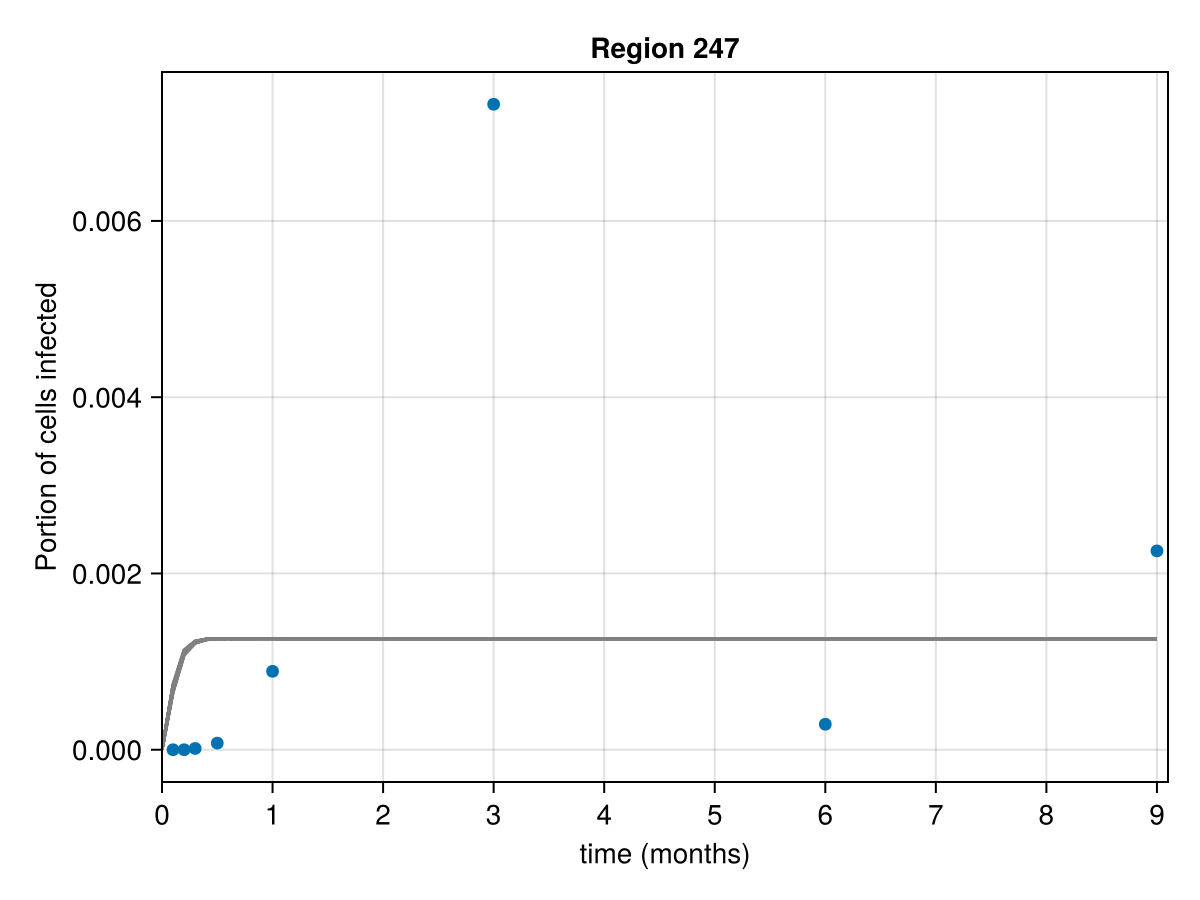 Region 247
Portion of cells infected
0.006
0.004
0.002
0.000
0 1 2 3 4 5 6 7 8 9
time (months)